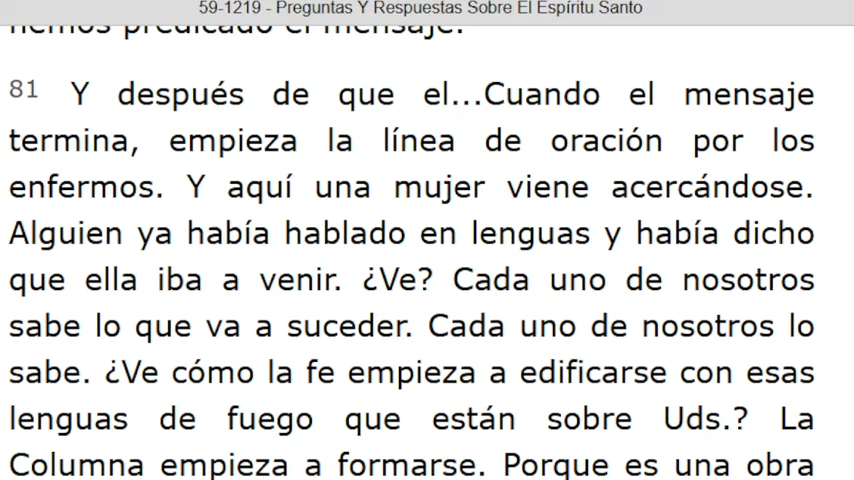 59-1219 - Preguntas Y Respuestas Sobre El Espíritu Santo
hemos predicado el mensaje.
81 Y después de que el...Cuando el mensaje
termina, empieza la línea de oración por los
enfermos. Y aquí una mujer viene acercándose.
Alguien ya había hablado en lenguas y había dicho
que ella iba a venir. ¿Ve? Cada uno de nosotros
sabe lo que va a suceder. Cada uno de nosotros lo
sabe. ¿Ve cómo la fe empieza a edificarse con esas
lenguas de fuego que están sobre Uds.? La
Columna empieza a formarse. Porque es una obra